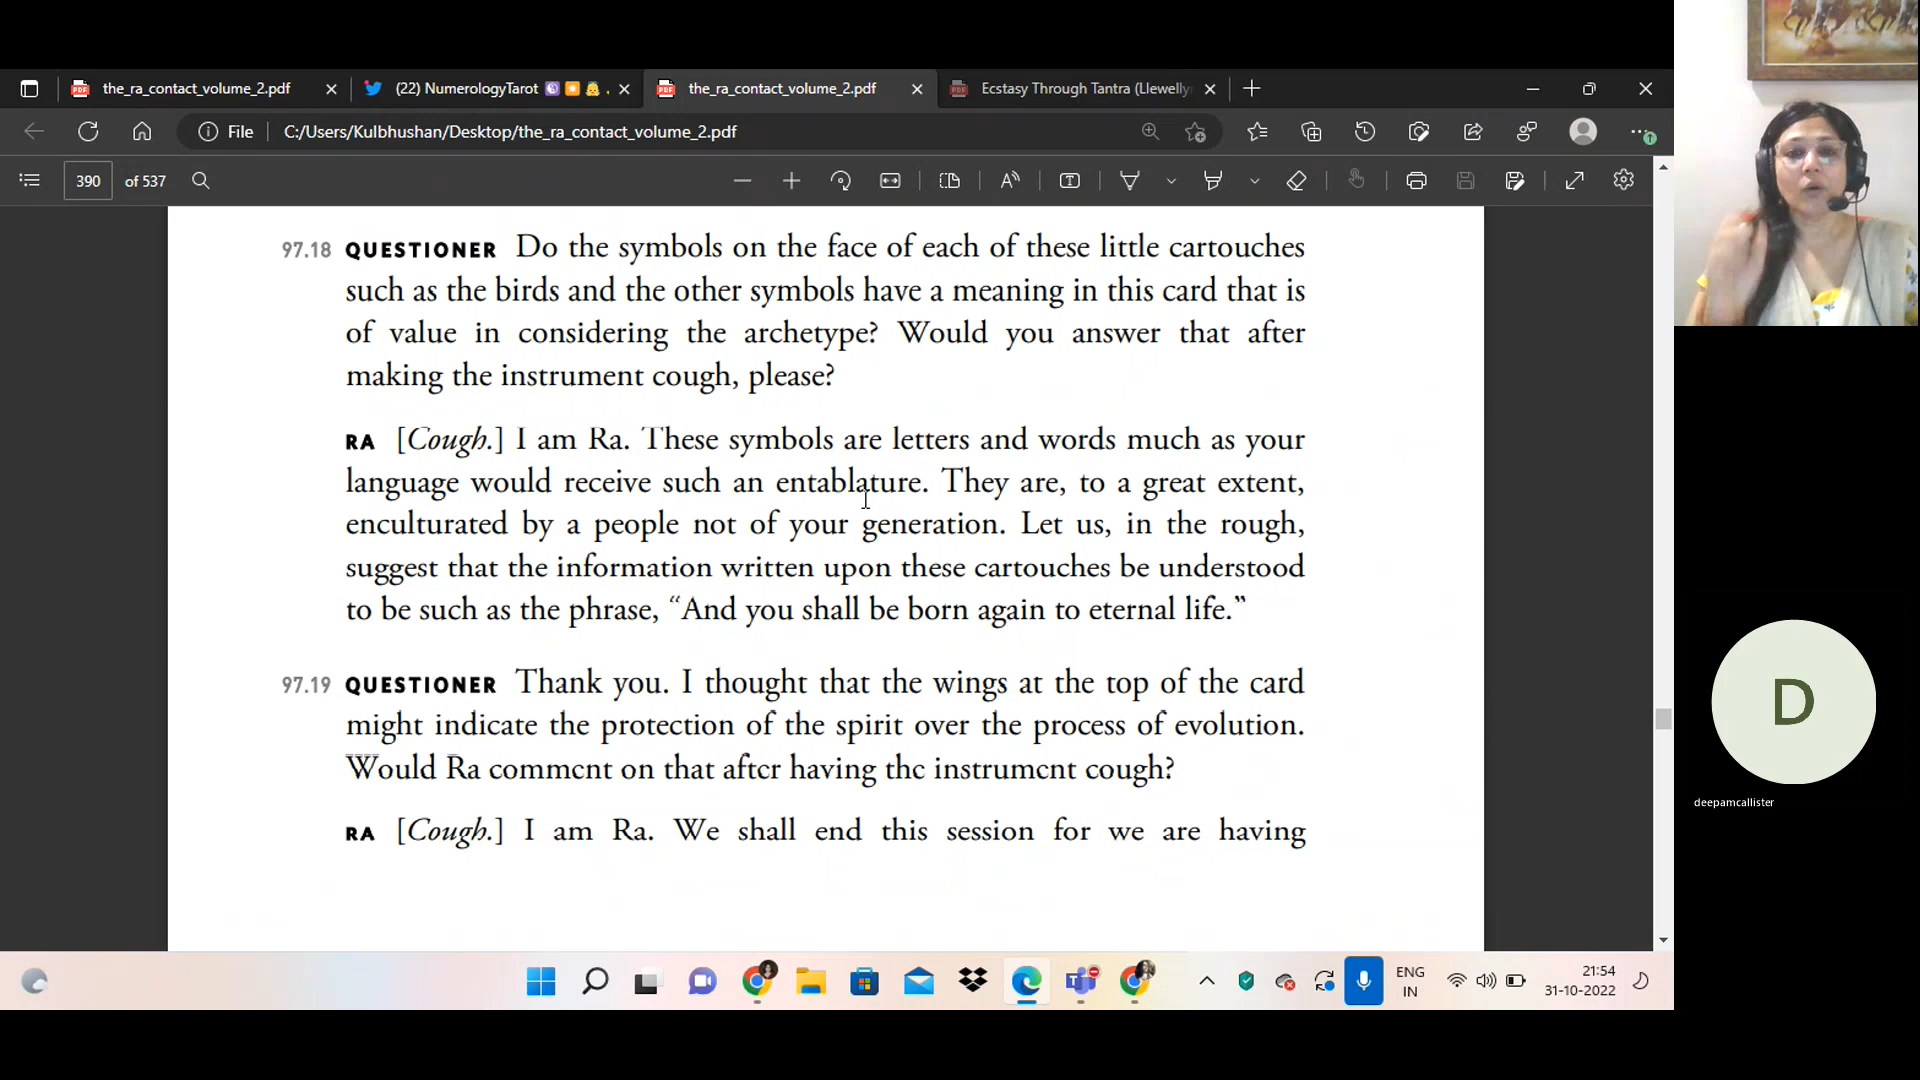 the_ra_contact_volume_2.pdf
(22) NumerologyTarot
the_ra_contact_volume_2.pdf
Ecstasy Through Tantra (Llewelly
File
C:/Users/Kulbhushan/Desktop/the_ra_contact_volume_2.pdf
390 of 537
97.18 QUESTIONER Do the symbols on the face of each of these little cartouches
such as the birds and the other symbols have a meaning in this card that is
of value in considering the archetype? Would you answer that after
making the instrument cough, please?
RA [Cough.] I am Ra. These symbols are letters and words much as your
language would receive such an entablature. They are, to a great extent,
enculturated by a people not of your generation. Let us, in the rough,
suggest that the information written upon these cartouches be understood
to be such as the phrase, “And you shall be born again to eternal life.”
97.19 QUESTIONER Thank you. I thought that the wings at the top of the card
might indicate the protection of the spirit over the process of evolution.
Would Ra comment on that after having the instrument cough?
RA [Cough.] I am Ra. We shall end this session for we are having
D
deepamcallister
ENG
IN
21:54
31-10-2022